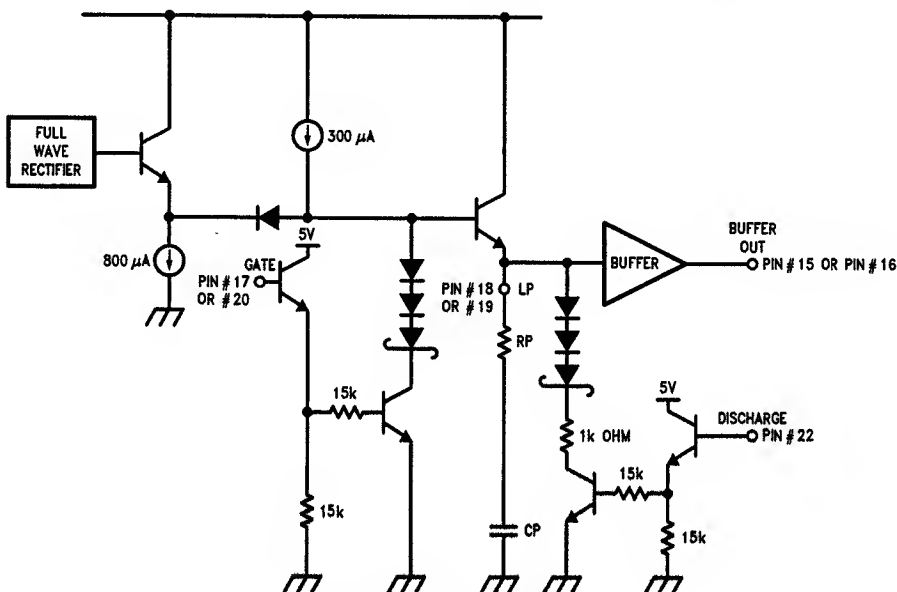 FULL
WAVE
RECTIFIER
300 μA
800 μA
5V
GATE
PIN #17
OR #20
15k
15k
PIN #18
OR #19
LP
RP
CP
BUFFER
BUFFER
OUT
PIN #15 OR PIN #16
1k OHM
5V
DISCHARGE
PIN #22
15k
15k